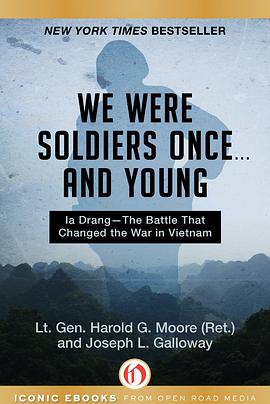 NEW YORK TIMES BESTSELLER
WE WERE
SOLDIERS ONCE...
AND YOUNG
Ia Drang—The Battle That
Changed the War in Vietnam
Lt. Gen. Harold G. Moore (Ret.)
and Joseph L. Galloway
ICONIC EBOOKS FROM OPEN ROAD MEDIA